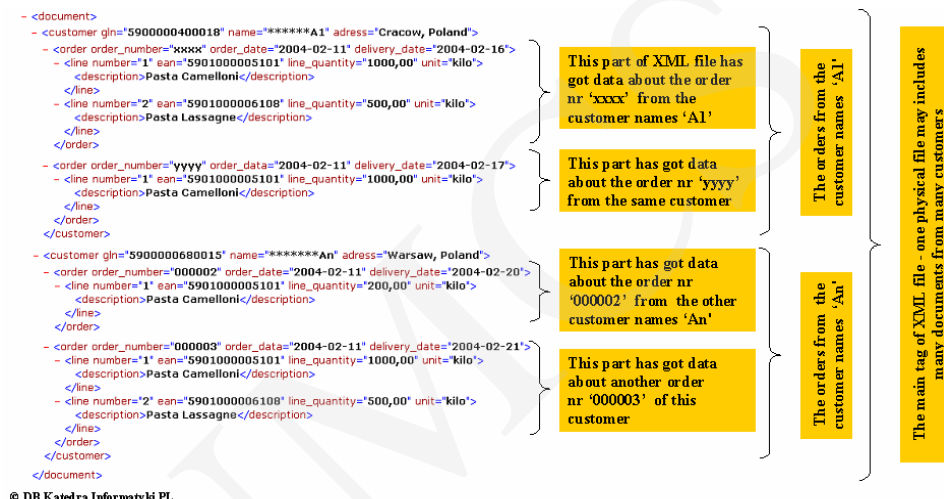 - <document>
- <customer gln="5900000400018" name="******A1" adress="Cracow, Poland">
- <order order_number="xxxx" order_date="2004-02-11" delivery_date="2004-02-16">
- <line number="1" ean="5901000005101" line_quantity="1000,00" unit="kilo">
<description>Pasta Camelloni</description>
</line>
- <line number="2" ean="5901000006108" line_quantity="500,00" unit="kilo">
<description>Pasta Lassagne</description>
</line>
</order>
- <order order_number="yyyy" order_data="2004-02-11" delivery_date="2004-02-17">
- <line number="1" ean="5901000005101" line_quantity="1000,00" unit="kilo">
<description>Pasta Camelloni</description>
</line>
</order>
</customer>
- <customer gln="5900000680015" name="*******An" adress="Warsaw, Poland">
- <order order_number="000002" order_date="2004-02-11" delivery_date="2004-02-20">
- <line number="1" ean="5901000005101" line_quantity="200,00" unit="kilo">
<description>Pasta Camelloni</description>
</line>
</order>
- <order order_number="000003" order_date="2004-02-11" delivery_date="2004-02-21">
- <line number="1" ean="5901000005101" line_quantity="1000,00" unit="kilo">
<description>Pasta Camelloni</description>
</line>
- <line number="2" ean="5901000006108" line_quantity="500,00" unit="kilo">
<description>Pasta Lassagne</description>
</line>
</order>
</customer>
</document>
This part of XML file has
got data about the order
nr ‘xxxx’ from the
customer names ‘A1’
This part has got data
about the order nr ‘yyyy’
from the same customer
This part has got data
about the order nr
‘000002’ from the other
customer names ‘An'
This part has got data
about another order
nr ‘000003’ of this
customer
The orders from the
customer names ‘A1’
The orders from the
customer names ‘An’
The main tag of XML file - one physical file may includes
many documents from many customers
© DB Katedra Informatyki PL
UMCS